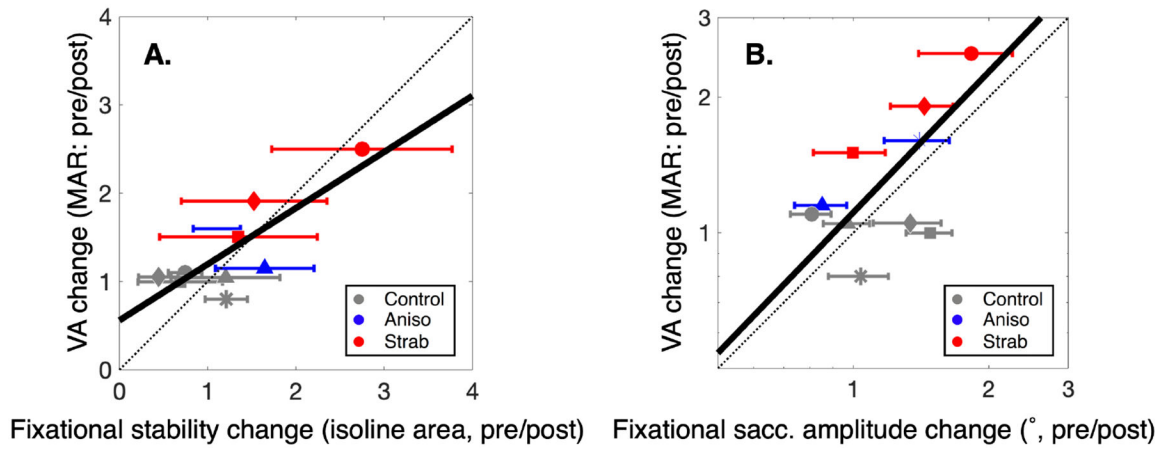 A.
VA change (MAR: pre/post)
4
3
2
1
0
0 1 2 3 4
Control
Aniso
Strab
Fixational stability change (isoline area, pre/post)
B.
VA change (MAR: pre/post)
3
2
1
1 2 3
Control
Aniso
Strab
Fixational sacc. amplitude change (°, pre/post)